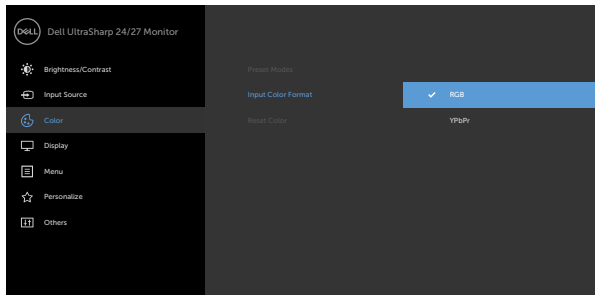 DELL Dell UltraSharp 24/27 Monitor
Brightness/Contrast Preset Modes
Input Source Input Color Format RGB
Color Reset Color YPbPr
Display
Menu
Personalize
Others